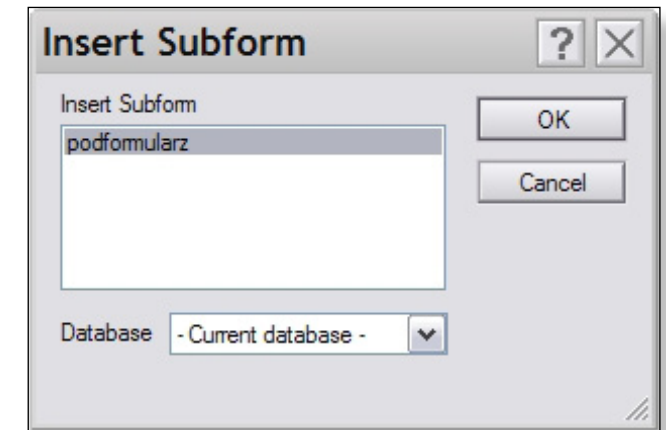 Insert Subform
?
Insert Subform
podformularz
OK
Cancel
Database - Current database -